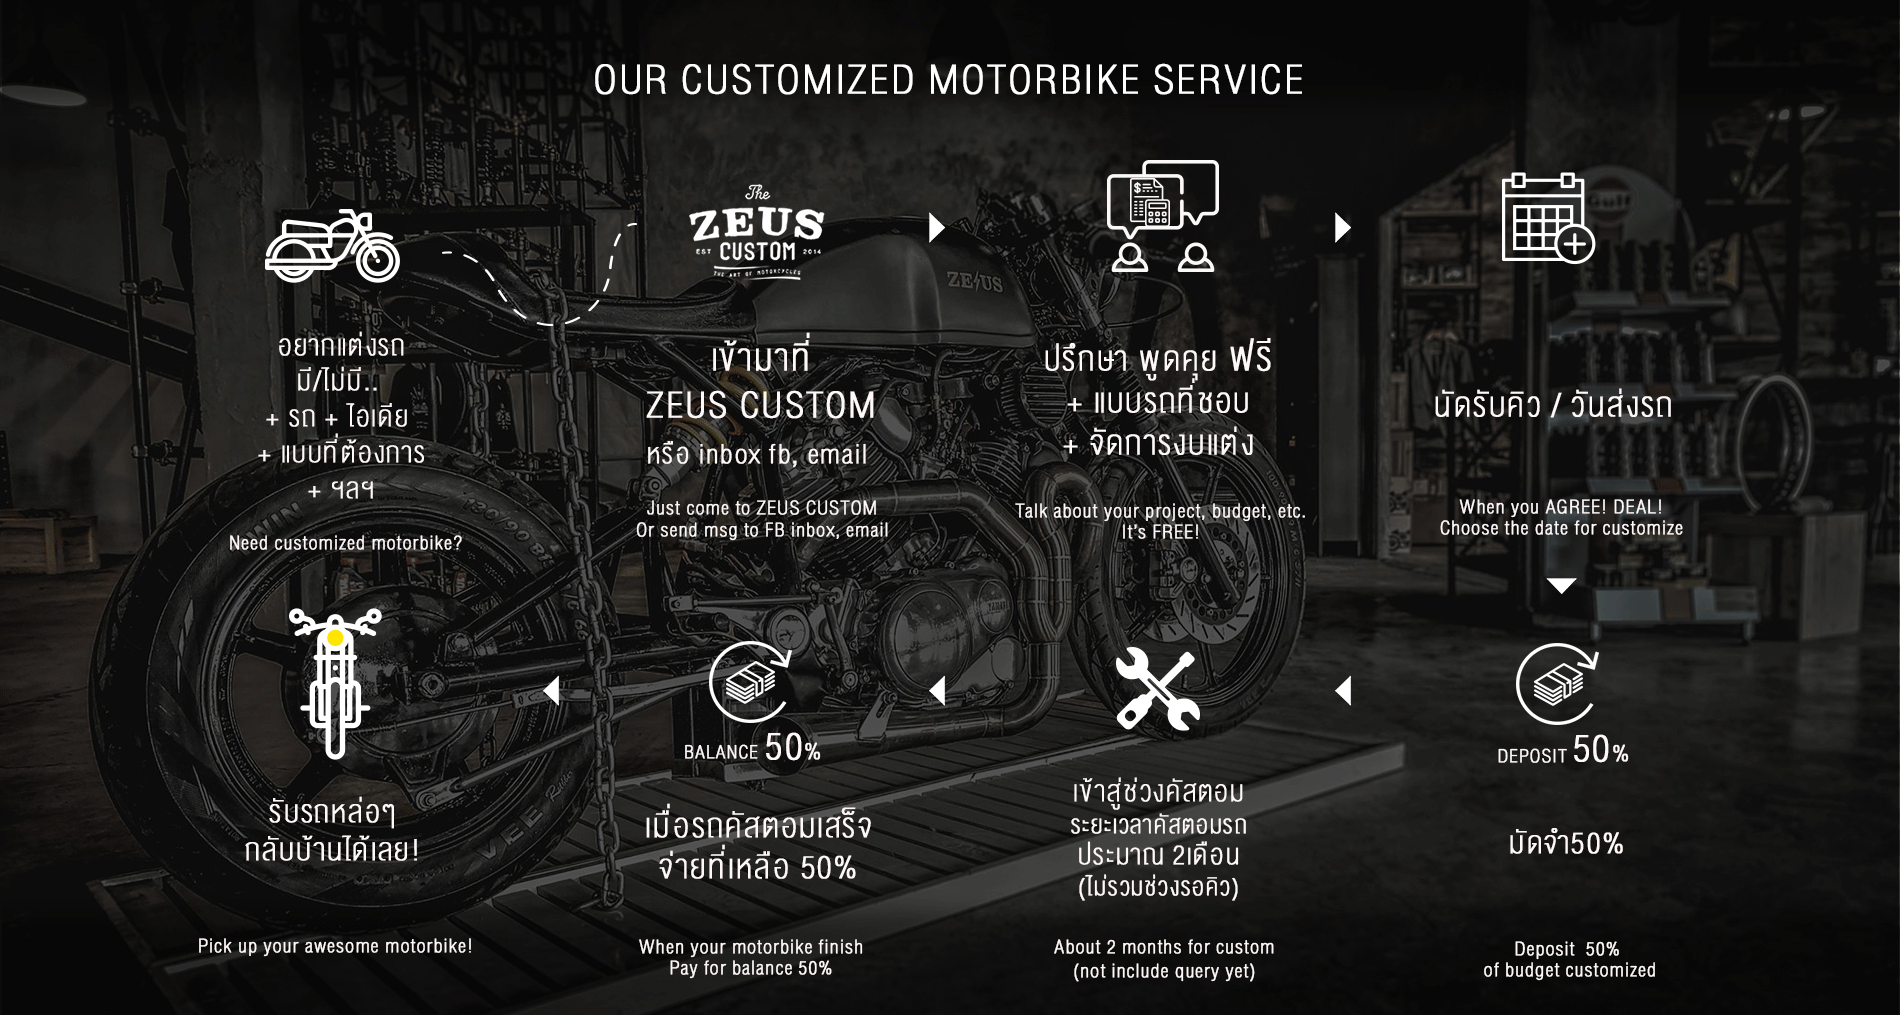 OUR CUSTOMIZED MOTORBIKE SERVICE
อยากแต่งรถ
มี/ไม่มี..
+ รถ + ไอเดีย
+ แบบที่ต้องการ
+ ฯลฯ
Need customized motorbike?
The
ZEUS
EST CUSTOM 2014
THE ART OF MOTORCYCLES
เข้ามาที่
ZEUS CUSTOM
หรือ inbox fb, email
Just come to ZEUS CUSTOM
Or send msg to FB inbox, email
ปรึกษา พูดคุย ฟรี
+ แบบรถที่ชอบ
+ จัดการงบแต่ง
Talk about your project, budget, etc.
It's FREE!
นัดรับคิว / วันส่งรถ
When you AGREE! DEAL!
Choose the date for customize
DEPOSIT 50%
มัดจำ50%
Deposit 50%
of budget customized
เข้าสู่ช่วงคัสตอม
ระยะเวลาคัสตอมรถ
ประมาณ 2เดือน
(ไม่รวมช่วงรอคิว)
About 2 months for custom
(not include query yet)
BALANCE 50%
เมื่อรถคัสตอมเสร็จ
จ่ายที่เหลือ 50%
When your motorbike finish
Pay for balance 50%
รับรถหล่อๆ
กลับบ้านได้เลย!
Pick up your awesome motorbike!
ZEUS
Gulf
VEE